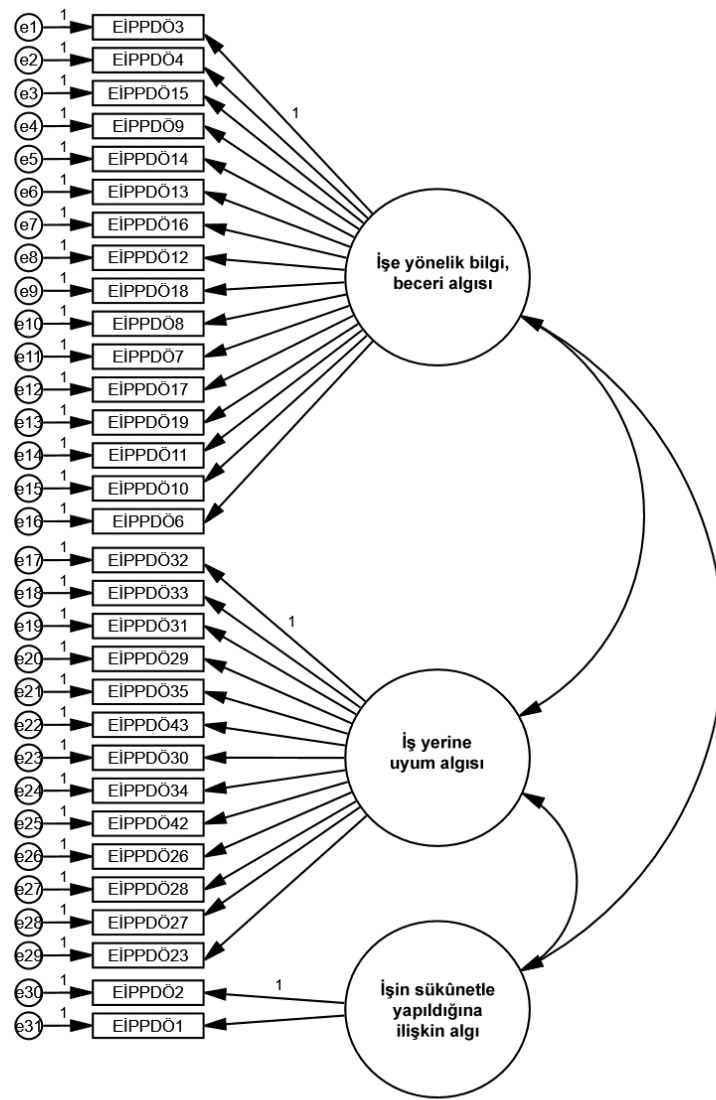 e1 1 EİPPDÖ3
e2 1 EİPPDÖ4
e3 1 EİPPDÖ15
e4 1 EİPPDÖ9
e5 1 EİPPDÖ14
e6 1 EİPPDÖ13
e7 1 EİPPDÖ16
e8 1 EİPPDÖ12
e9 1 EİPPDÖ18
e10 1 EİPPDÖ8
e11 1 EİPPDÖ7
e12 1 EİPPDÖ17
e13 1 EİPPDÖ19
e14 1 EİPPDÖ11
e15 1 EİPPDÖ10
e16 1 EİPPDÖ6
1
İşe yönelik bilgi,
beceri algısı
e17 1 EİPPDÖ32
e18 1 EİPPDÖ33
e19 1 EİPPDÖ31
e20 1 EİPPDÖ29
e21 1 EİPPDÖ35
e22 1 EİPPDÖ43
e23 1 EİPPDÖ30
e24 1 EİPPDÖ34
e25 1 EİPPDÖ42
e26 1 EİPPDÖ26
e27 1 EİPPDÖ28
e28 1 EİPPDÖ27
e29 1 EİPPDÖ23
1
İş yerine
uyum algısı
e30 1 EİPPDÖ2
e31 1 EİPPDÖ1
1
İşin sükûnetle
yapıldığına
ilişkin algı